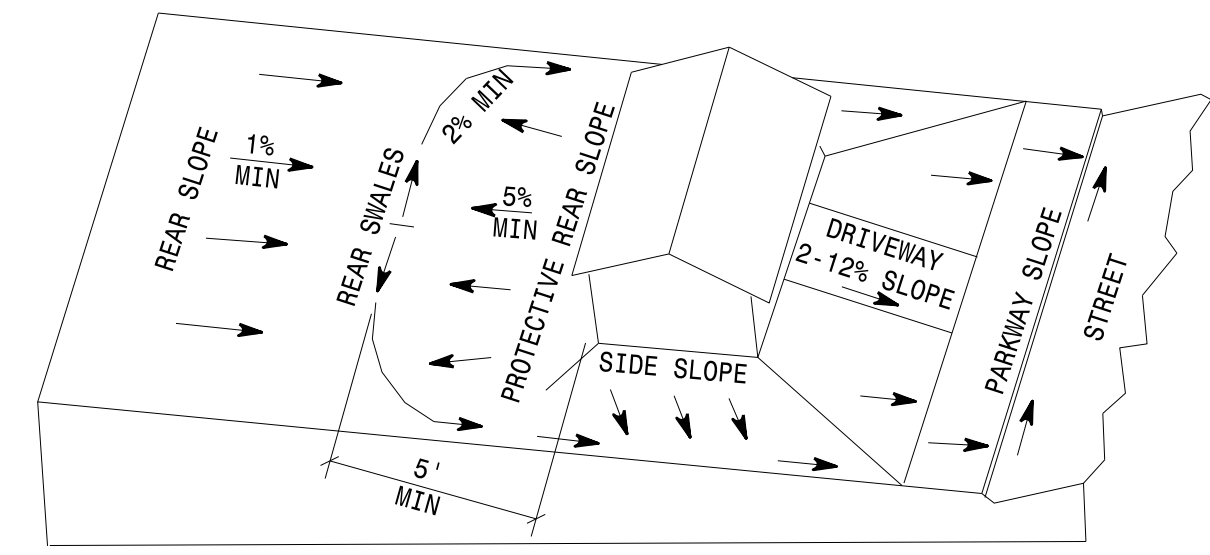 REAR SLOPE
1%
MIN
REAR SWALES
2% MIN
5%
MIN
PROTECTIVE REAR SLOPE
SIDE SLOPE
DRIVEWAY
2-12% SLOPE
PARKWAY SLOPE
STREET
5'
MIN